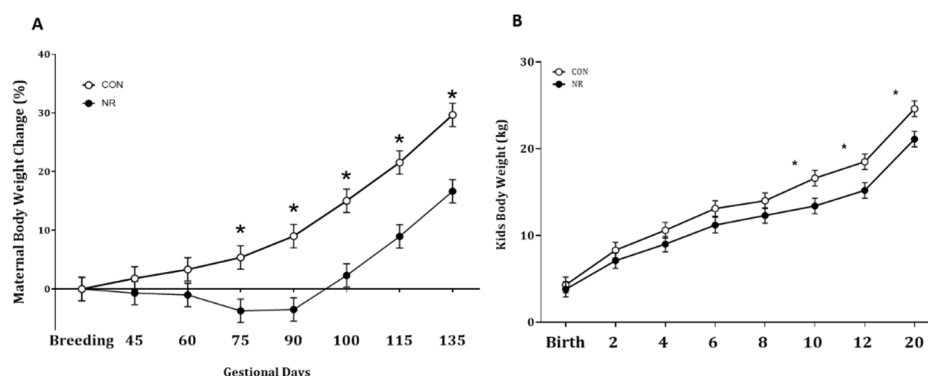 A
Maternal Body Weight Change (%)
40
30
20
10
0
CON
NR
*
*
*
*
*
Breeding 45 60 75 90 100 115 135
Gestional Days
B
Kids Body Weight (kg)
30
20
10
0
CON
NR
*
*
*
Birth 2 4 6 8 10 12 20